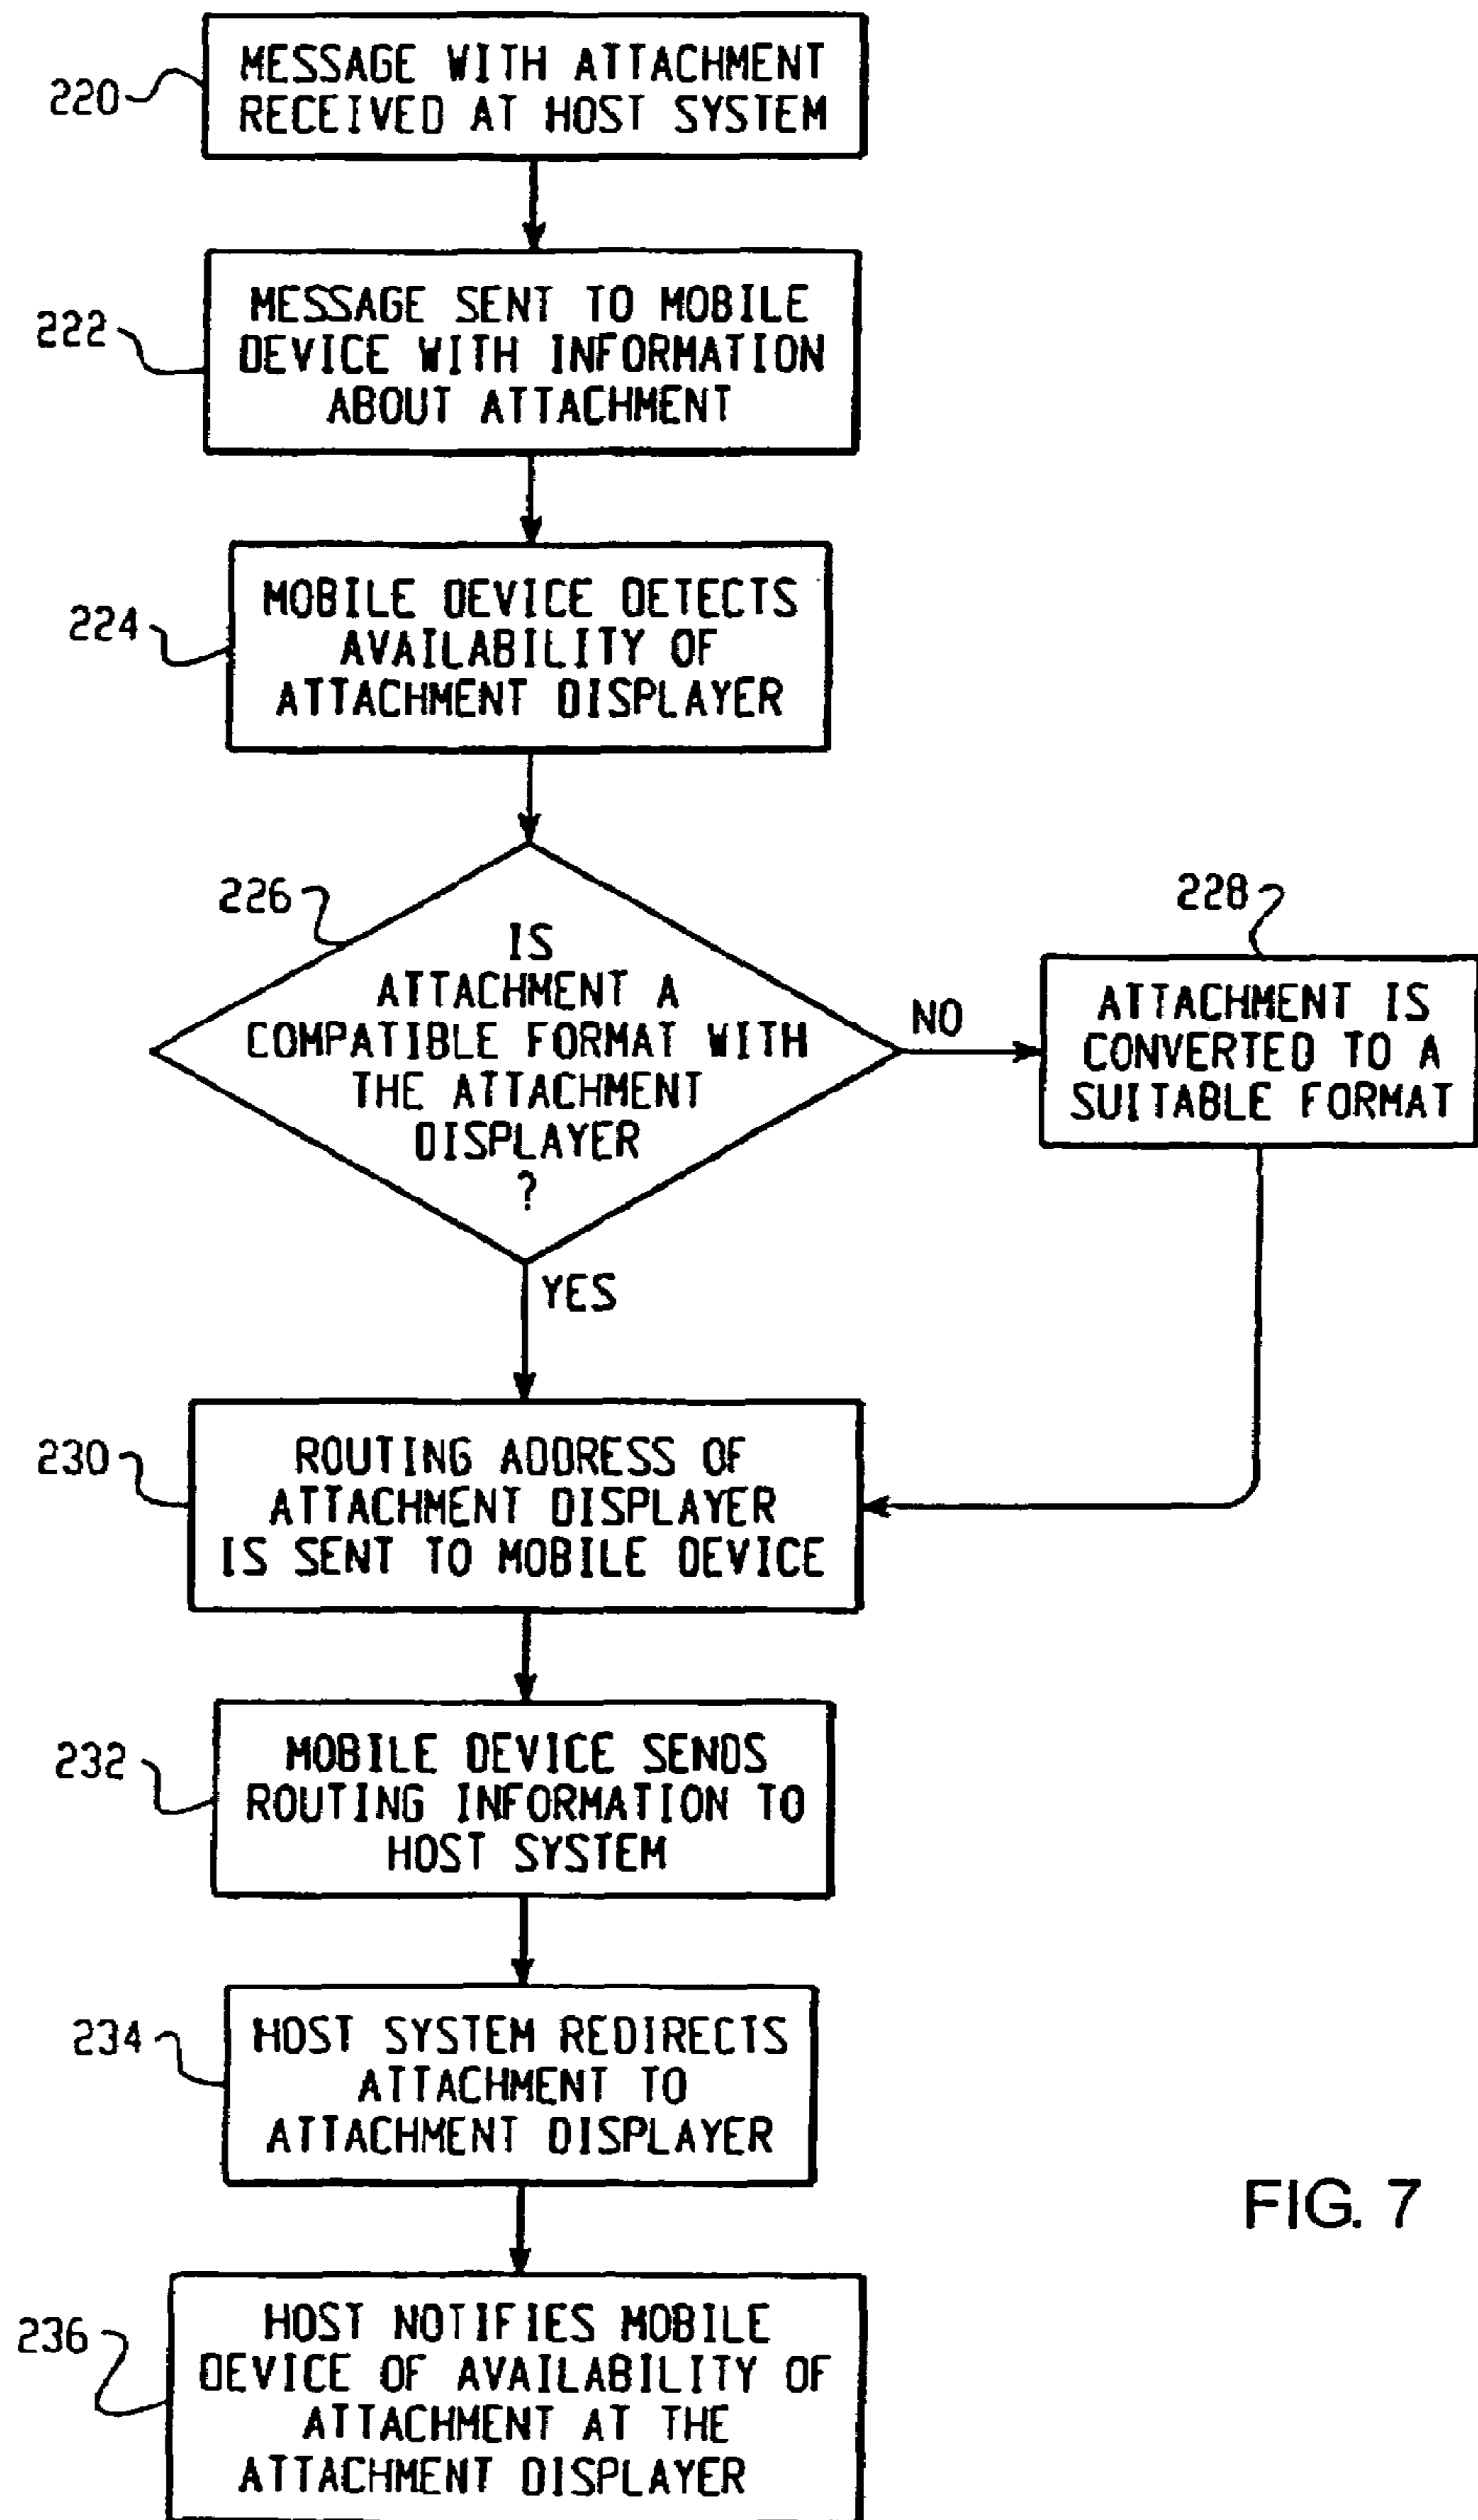 220
MESSAGE WITH ATTACHMENT
RECEIVED AT HOST SYSTEM
222
MESSAGE SENT TO MOBILE
DEVICE WITH INFORMATION
ABOUT ATTACHMENT
224
MOBILE DEVICE DETECTS
AVAILABILITY OF
ATTACHMENT DISPLAYER
226
IS
ATTACHMENT A
COMPATIBLE FORMAT WITH
THE ATTACHMENT
DISPLAYER
?
NO
228
ATTACHMENT IS
CONVERTED TO A
SUITABLE FORMAT
YES
230
ROUTING ADDRESS OF
ATTACHMENT DISPLAYER
IS SENT TO MOBILE DEVICE
232
MOBILE DEVICE SENDS
ROUTING INFORMATION TO
HOST SYSTEM
234
HOST SYSTEM REDIRECTS
ATTACHMENT TO
ATTACHMENT DISPLAYER
236
HOST NOTIFIES MOBILE
DEVICE OF AVAILABILITY OF
ATTACHMENT AT THE
ATTACHMENT DISPLAYER
FIG. 7